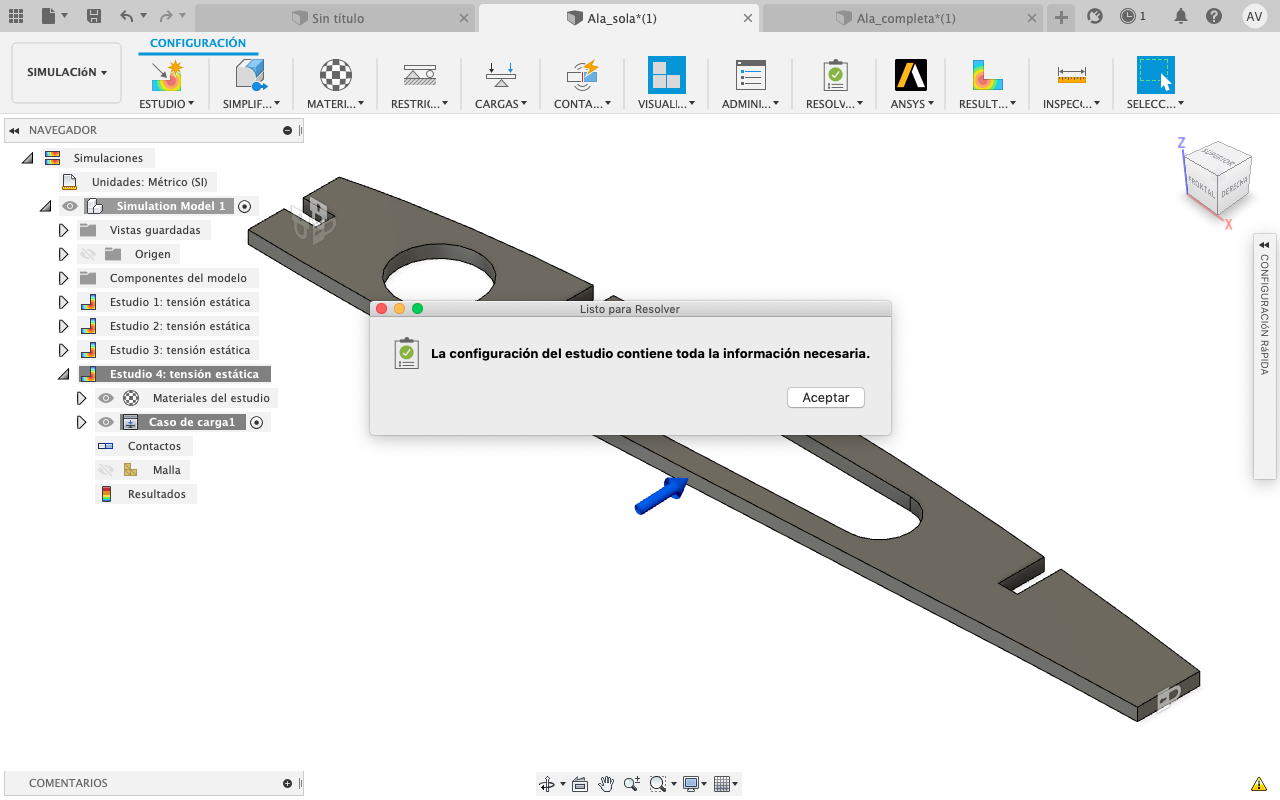 Sin título
Ala_sola*(1)
Ala_completa*(1)
1
AV
SIMULACIóN
CONFIGURACIÓN
ESTUDIO
SIMPLIF...
MATERI...
RESTRIC...
CARGAS
CONTA...
VISUALI...
ADMINI...
RESOLV...
ANSYS
RESULT...
INSPECI...
SELECC...
NAVEGADOR
Simulaciones
Unidades: Métrico (SI)
Simulation Model 1
Vistas guardadas
Origen
Componentes del modelo
Estudio 1: tensión estática
Estudio 2: tensión estática
Estudio 3: tensión estática
Estudio 4: tensión estática
Materiales del estudio
Caso de carga1
Contactos
Malla
Resultados
Listo para Resolver
La configuración del estudio contiene toda la información necesaria.
Aceptar
Z
SUPERIOR
FRONTAL
DERECHA
X
CONFIGURACIóN RáPIDA
COMENTARIOS